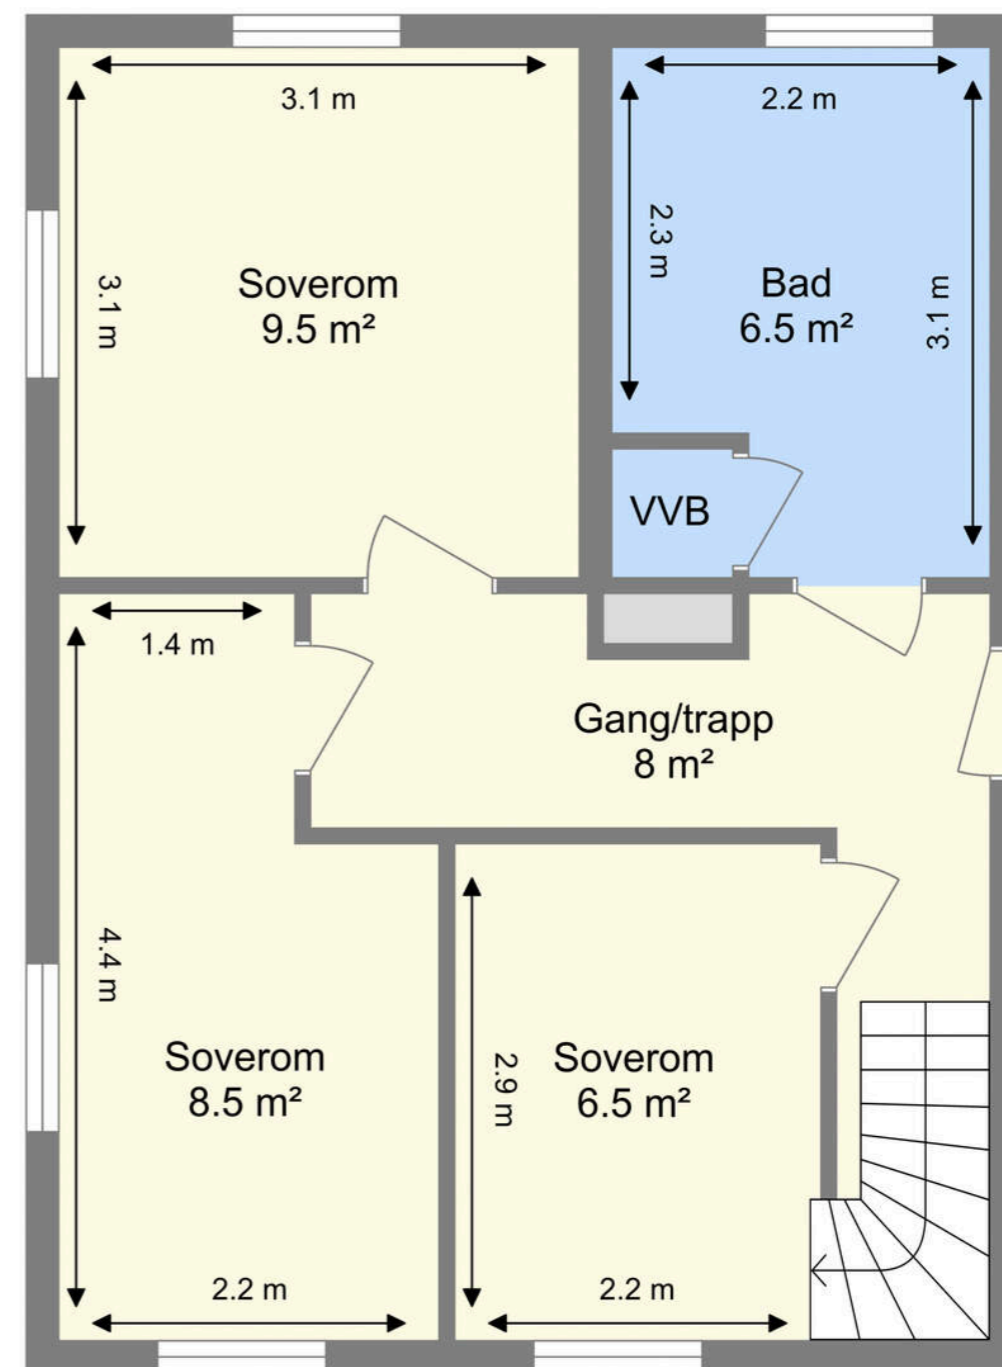 3.1 m
2.2 m
3.1 m
2.3 m
3.1 m
Soverom
9.5 m²
Bad
6.5 m²
VVB
1.4 m
Gang/trapp
8 m²
4.4 m
Soverom
8.5 m²
2.9 m
Soverom
6.5 m²
2.2 m
2.2 m